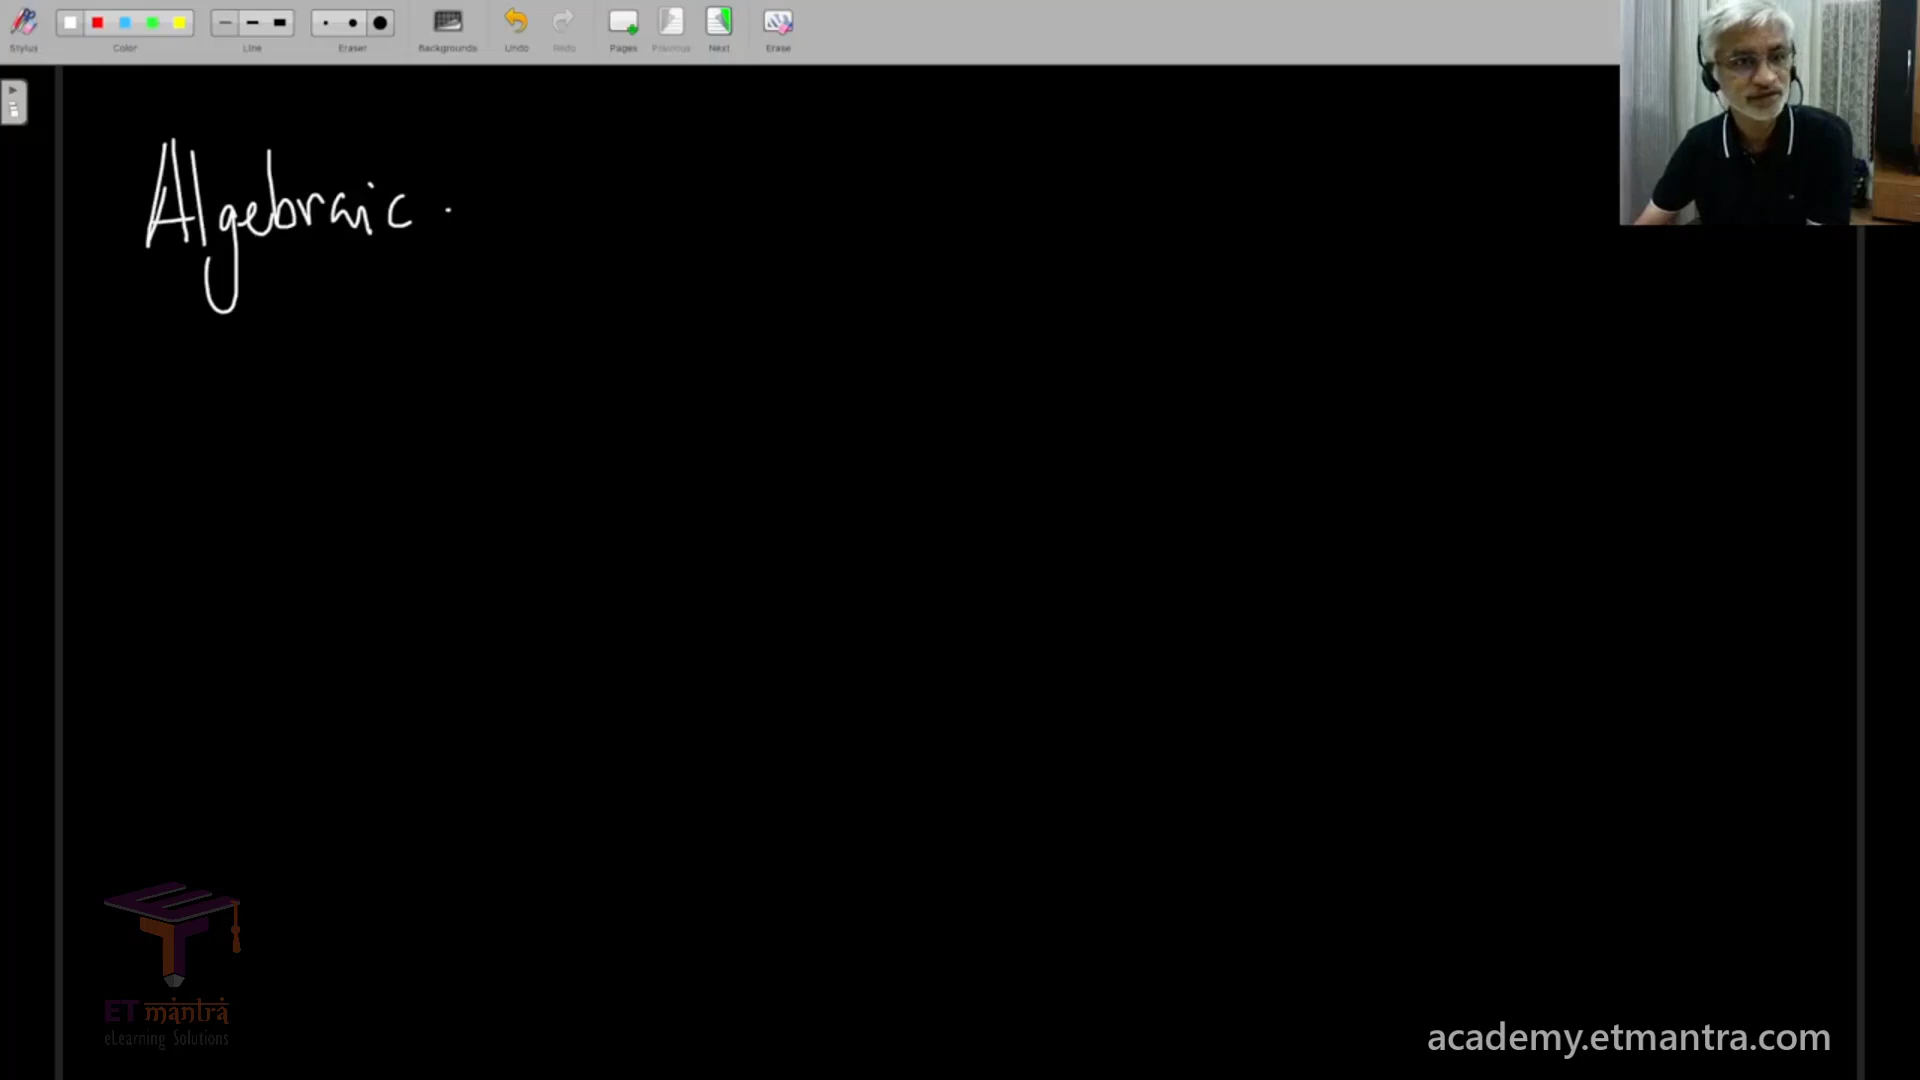 Stylus Color Line Eraser Backgrounds Undo Redo Pages Previous Next Erase
Algebraic
ET mantra
eLearning Solutions
academy.etmantra.com